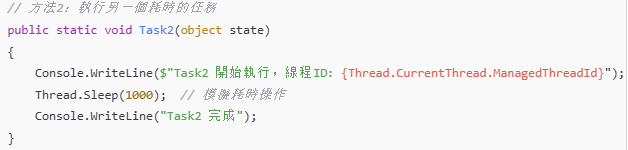 // 方法2：執行另一個耗時的任務
public static void Task2(object state)
{
    Console.WriteLine($"Task2 開始執行，線程ID: {Thread.CurrentThread.ManagedThreadId}");
    Thread.Sleep(1000);  // 模擬耗時操作
    Console.WriteLine("Task2 完成");
}